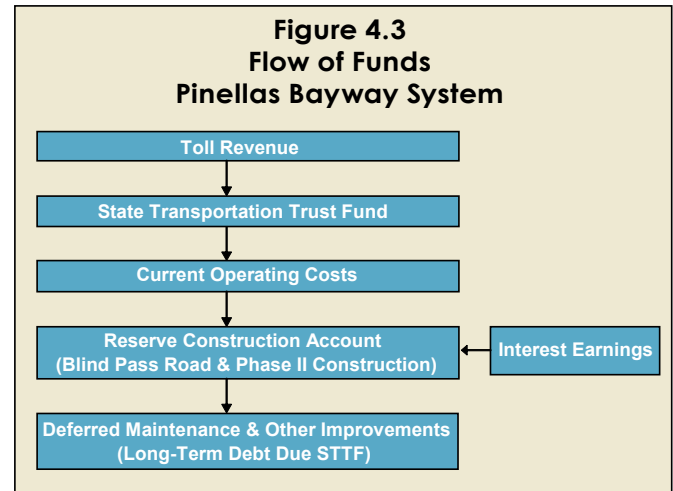 Figure 4.3
Flow of Funds
Pinellas Bayway System
Toll Revenue
State Transportation Trust Fund
Current Operating Costs
Reserve Construction Account
(Blind Pass Road & Phase II Construction)
Interest Earnings
Deferred Maintenance & Other Improvements
(Long-Term Debt Due STTF)